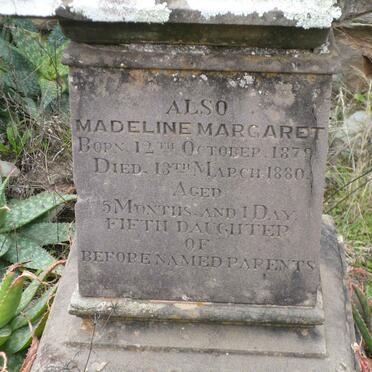 ALSO
MADELINE MARGARET
BORN. 12TH OCTOBER. 1879
DIED. 13TH MARCH 1880.
AGED
5 MONTHS AND 1 DAY.
FIFTH DAUGHTER
OF
BEFORE NAMED PARENTS